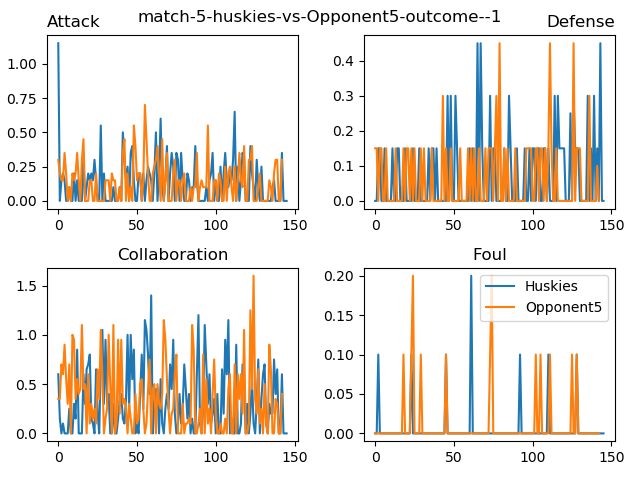 match-5-huskies-vs-Opponent5-outcome--1
Attack
Defense
1.00
0.75
0.50
0.25
0.00
0 50 100 150
0.4
0.3
0.2
0.1
0.0
0 50 100 150
Collaboration
Foul
1.5
1.0
0.5
0.0
0 50 100 150
0.20
0.15
0.10
0.05
0.00
0 50 100 150
Huskies
Opponent5